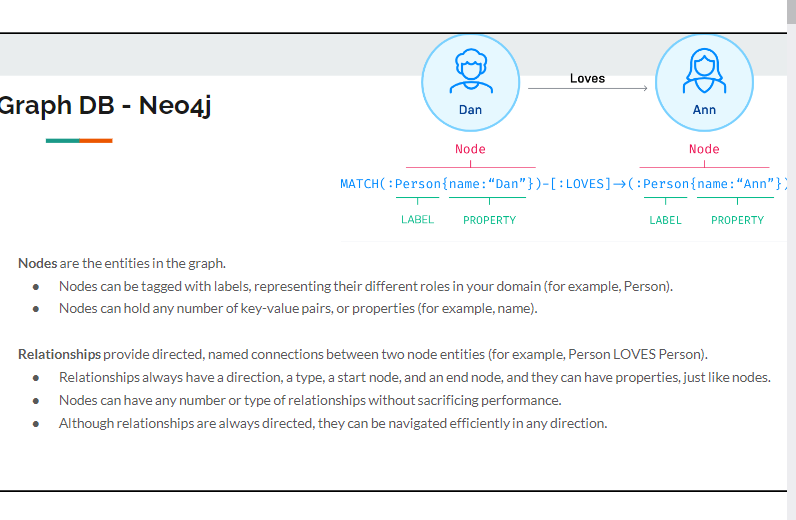 Loves
Dan
Ann
Graph DB - Neo4j
Node
Node
MATCH(:Person{name:“Dan”})-[:LOVES]→(:Person{name:“Ann”})
LABEL
PROPERTY
LABEL
PROPERTY
Nodes are the entities in the graph.
● Nodes can be tagged with labels, representing their different roles in your domain (for example, Person).
● Nodes can hold any number of key-value pairs, or properties (for example, name).
Relationships provide directed, named connections between two node entities (for example, Person LOVES Person).
● Relationships always have a direction, a type, a start node, and an end node, and they can have properties, just like nodes.
● Nodes can have any number or type of relationships without sacrificing performance.
● Although relationships are always directed, they can be navigated efficiently in any direction.